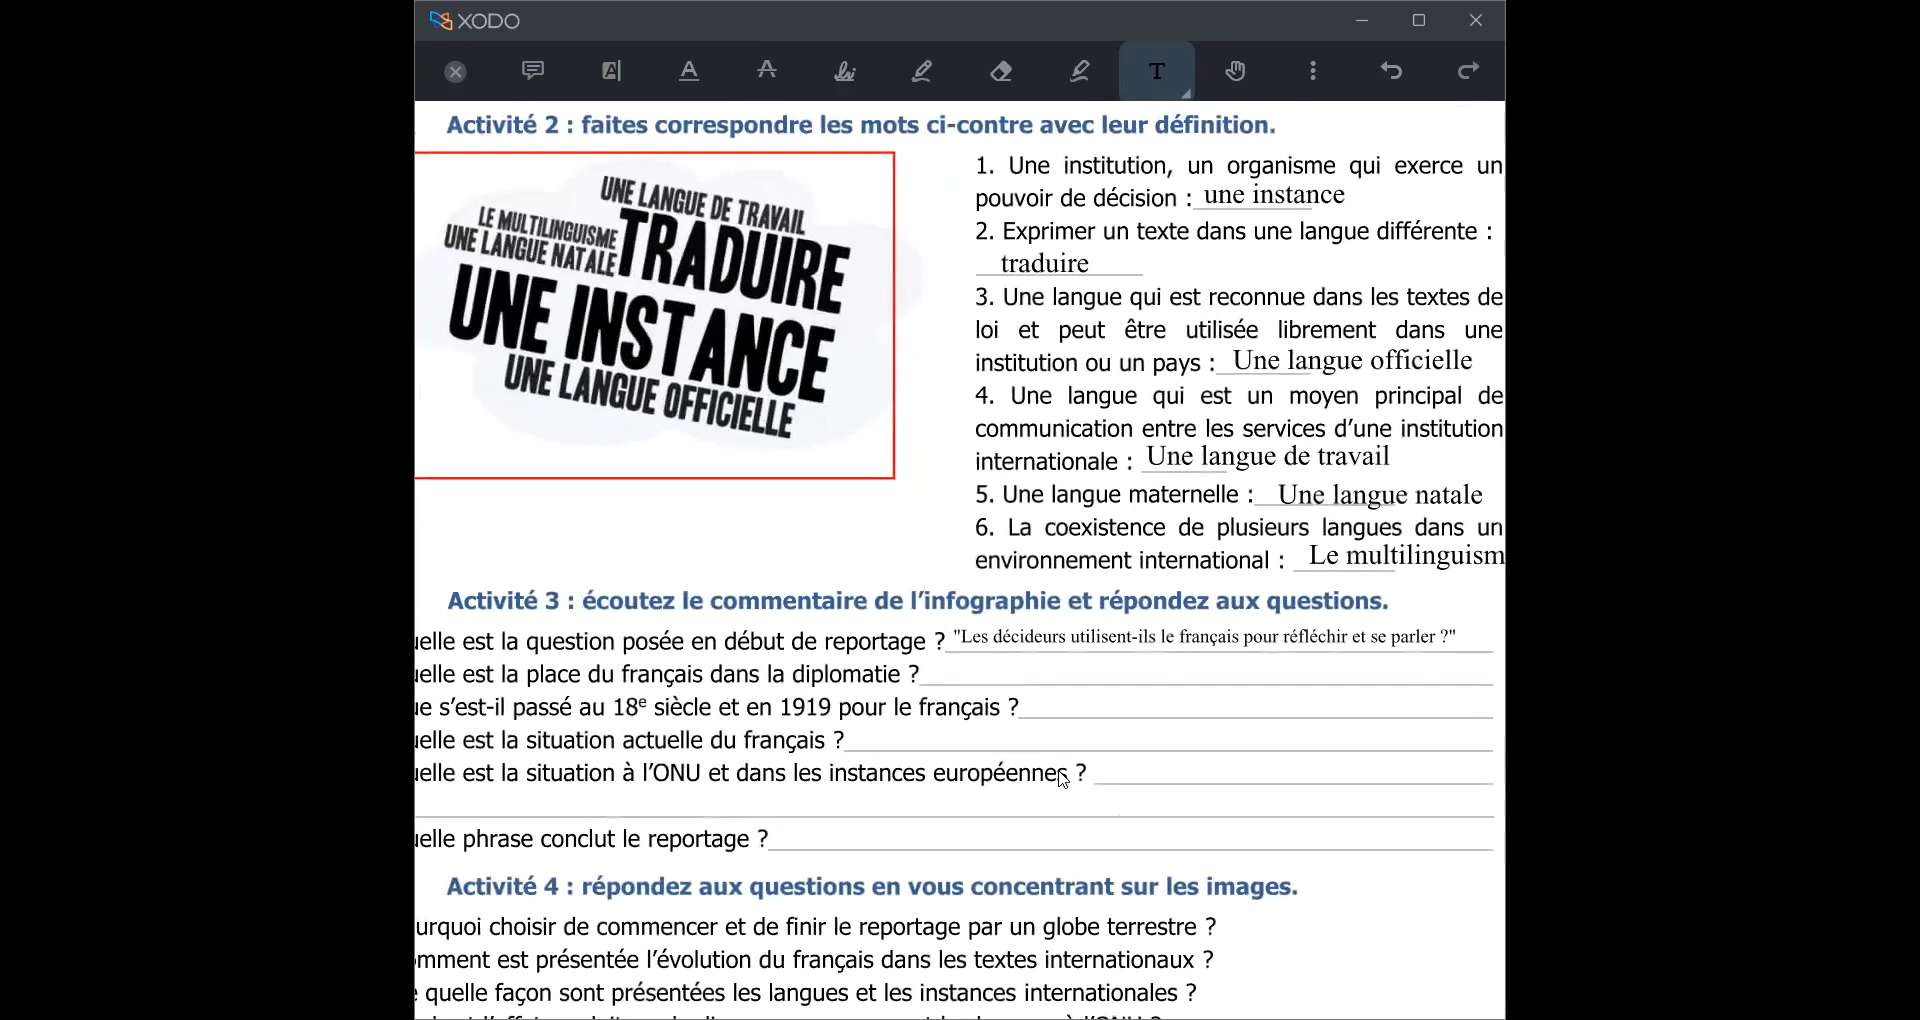 XODO
Activité 2 : faites correspondre les mots ci-contre avec leur définition.
UNE LANGUE DE TRAVAIL
LE MULTILINGUISME
UNE LANGUE NATALE
TRADUIRE
UNE INSTANCE
UNE LANGUE OFFICIELLE
1. Une institution, un organisme qui exerce un
pouvoir de décision : une instance
2. Exprimer un texte dans une langue différente :
traduire
3. Une langue qui est reconnue dans les textes de
loi et peut être utilisée librement dans une
institution ou un pays : Une langue officielle
4. Une langue qui est un moyen principal de
communication entre les services d’une institution
internationale : Une langue de travail
5. Une langue maternelle : Une langue natale
6. La coexistence de plusieurs langues dans un
environnement international : Le multilinguism
Activité 3 : écoutez le commentaire de l’infographie et répondez aux questions.
uelle est la question posée en début de reportage ? "Les décideurs utilisent-ils le français pour réfléchir et se parler ?"
uelle est la place du français dans la diplomatie ?
ue s’est-il passé au 18e siècle et en 1919 pour le français ?
uelle est la situation actuelle du français ?
uelle est la situation à l’ONU et dans les instances européennes ?
uelle phrase conclut le reportage ?
Activité 4 : répondez aux questions en vous concentrant sur les images.
urquoi choisir de commencer et de finir le reportage par un globe terrestre ?
omment est présentée l’évolution du français dans les textes internationaux ?
quelle façon sont présentées les langues et les instances internationales ?